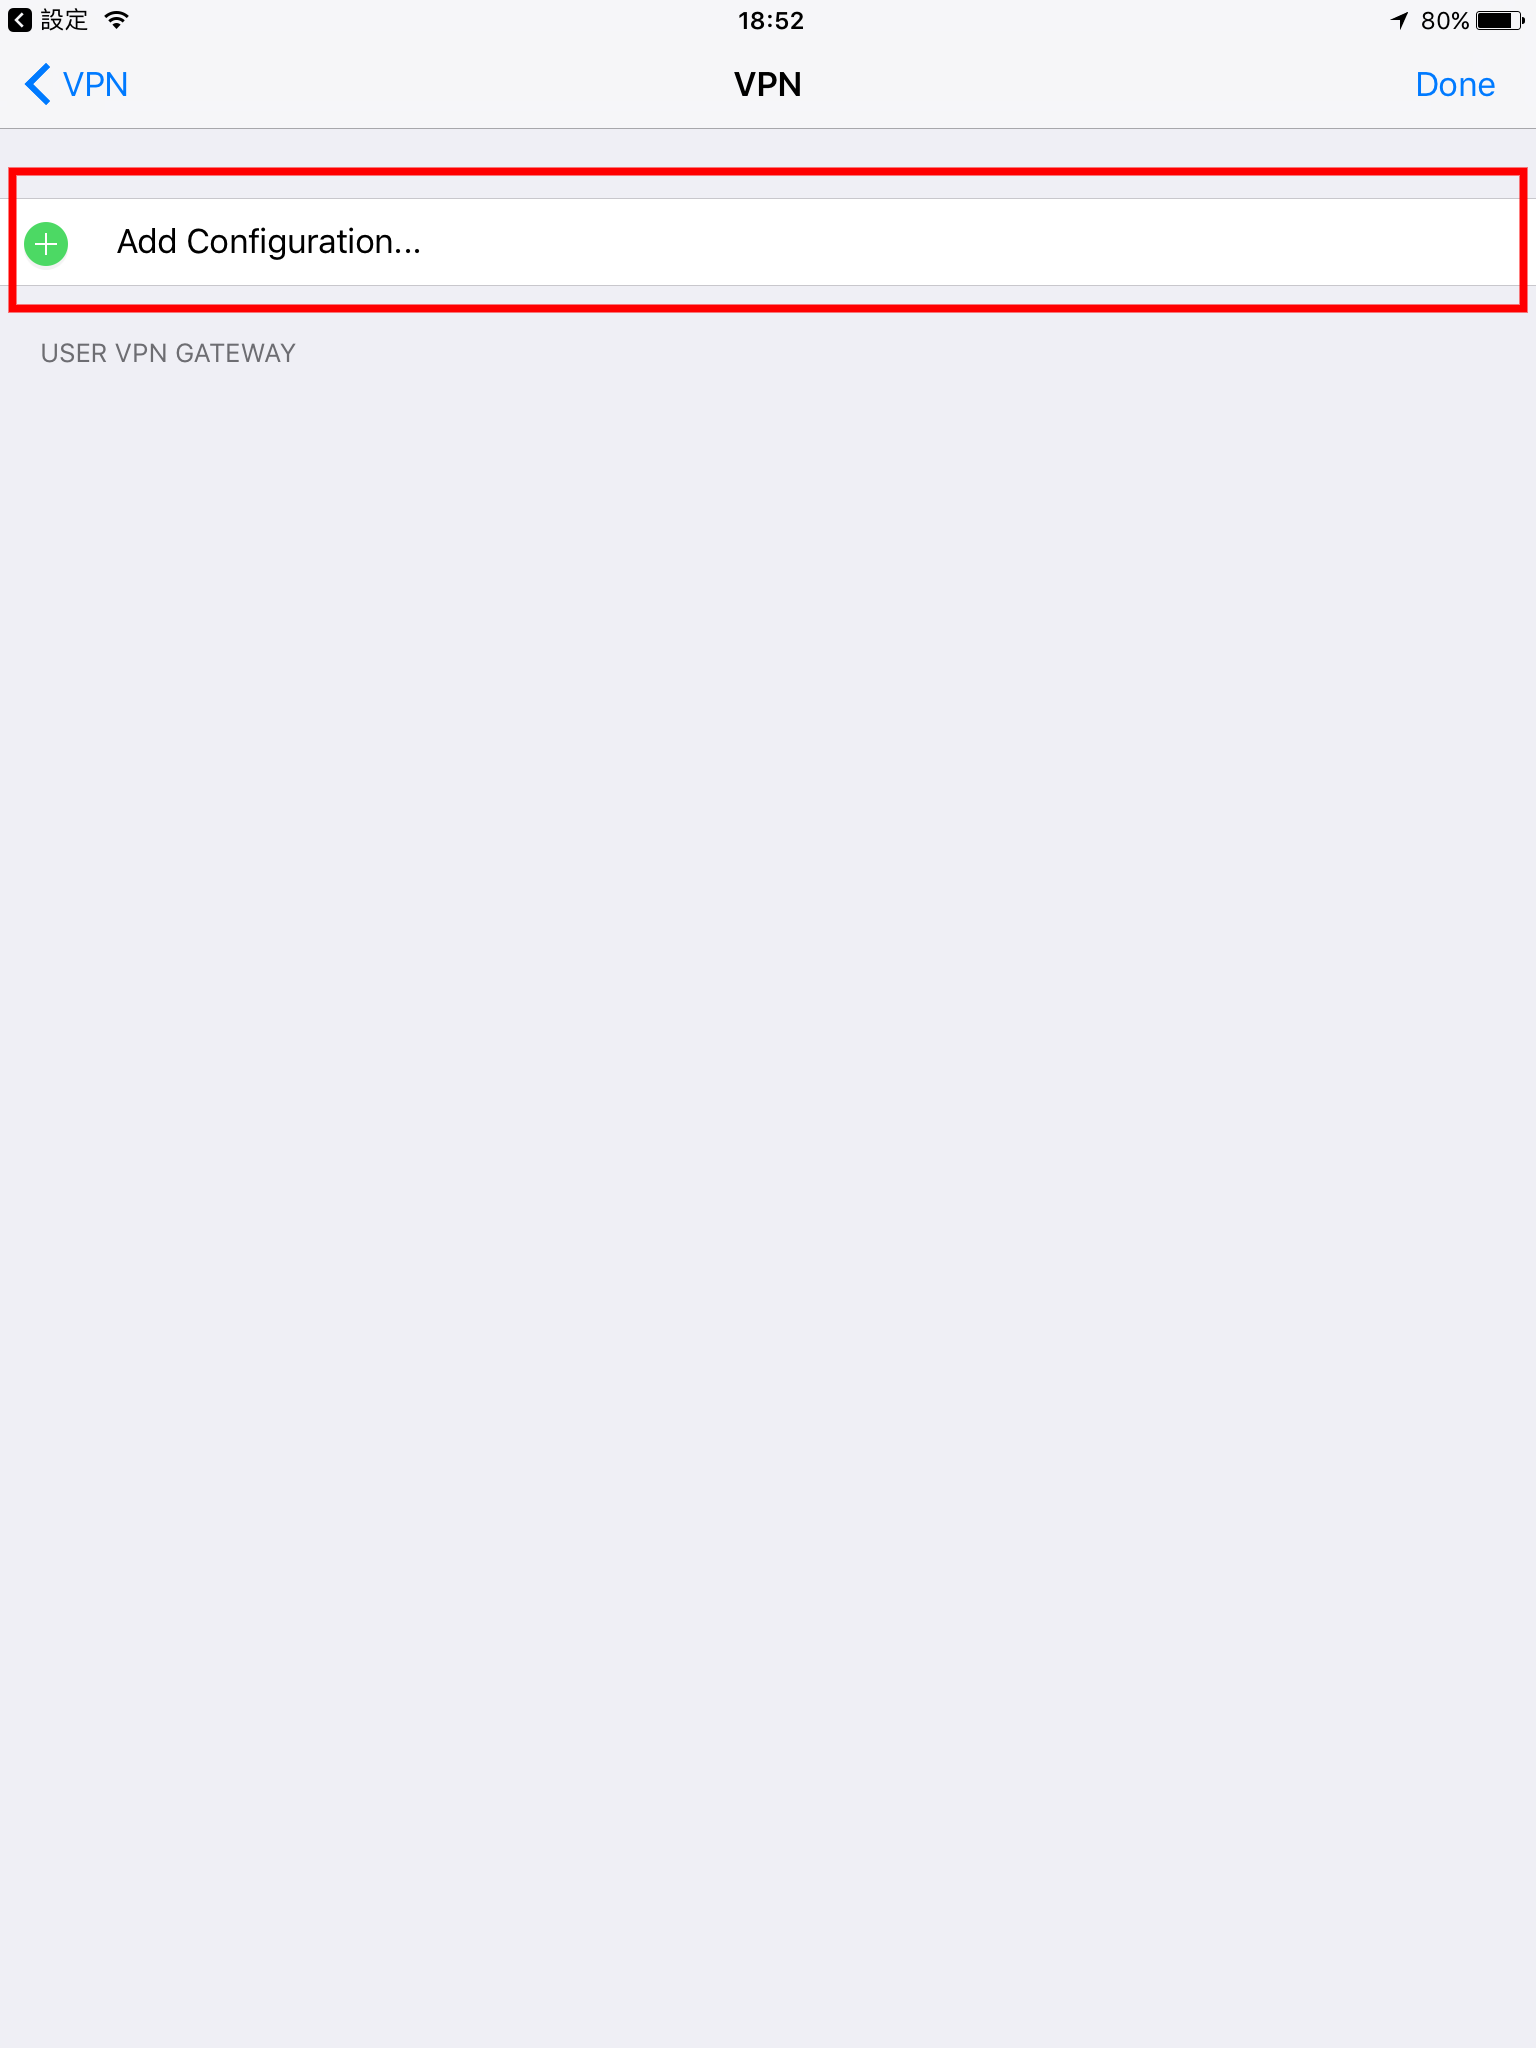 設定 18:52 80%
VPN VPN Done
Add Configuration...
USER VPN GATEWAY